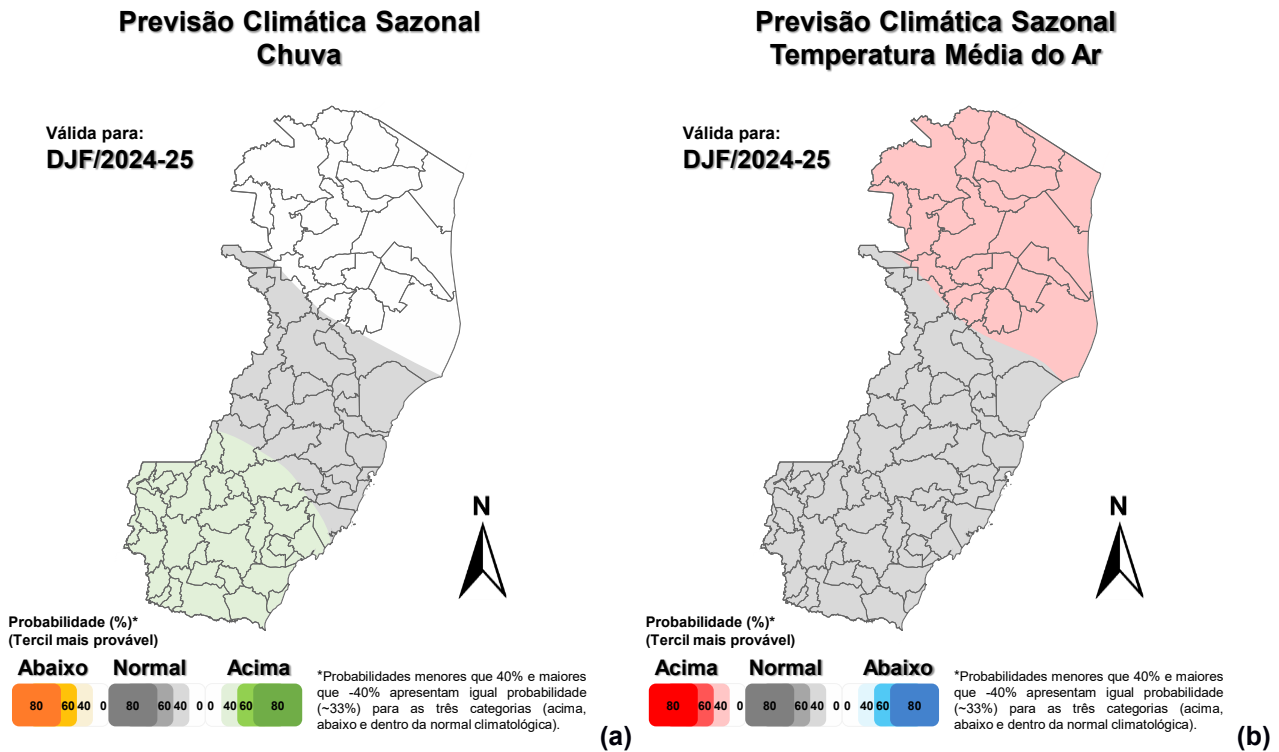 Previsão Climática Sazonal
Chuva
Válida para:
DJF/2024-25
N
Probabilidade (%)*
(Tercil mais provável)
Abaixo Normal Acima
80 60 40 0 80 60 40 0 0 40 60 80
*Probabilidades menores que 40% e maiores
que -40% apresentam igual probabilidade
(~33%) para as três categorias (acima,
abaixo e dentro da normal climatológica).
(a)
Previsão Climática Sazonal
Temperatura Média do Ar
Válida para:
DJF/2024-25
N
Probabilidade (%)*
(Tercil mais provável)
Acima Normal Abaixo
80 60 40 0 80 60 40 0 0 40 60 80
*Probabilidades menores que 40% e maiores
que -40% apresentam igual probabilidade
(~33%) para as três categorias (acima,
abaixo e dentro da normal climatológica).
(b)